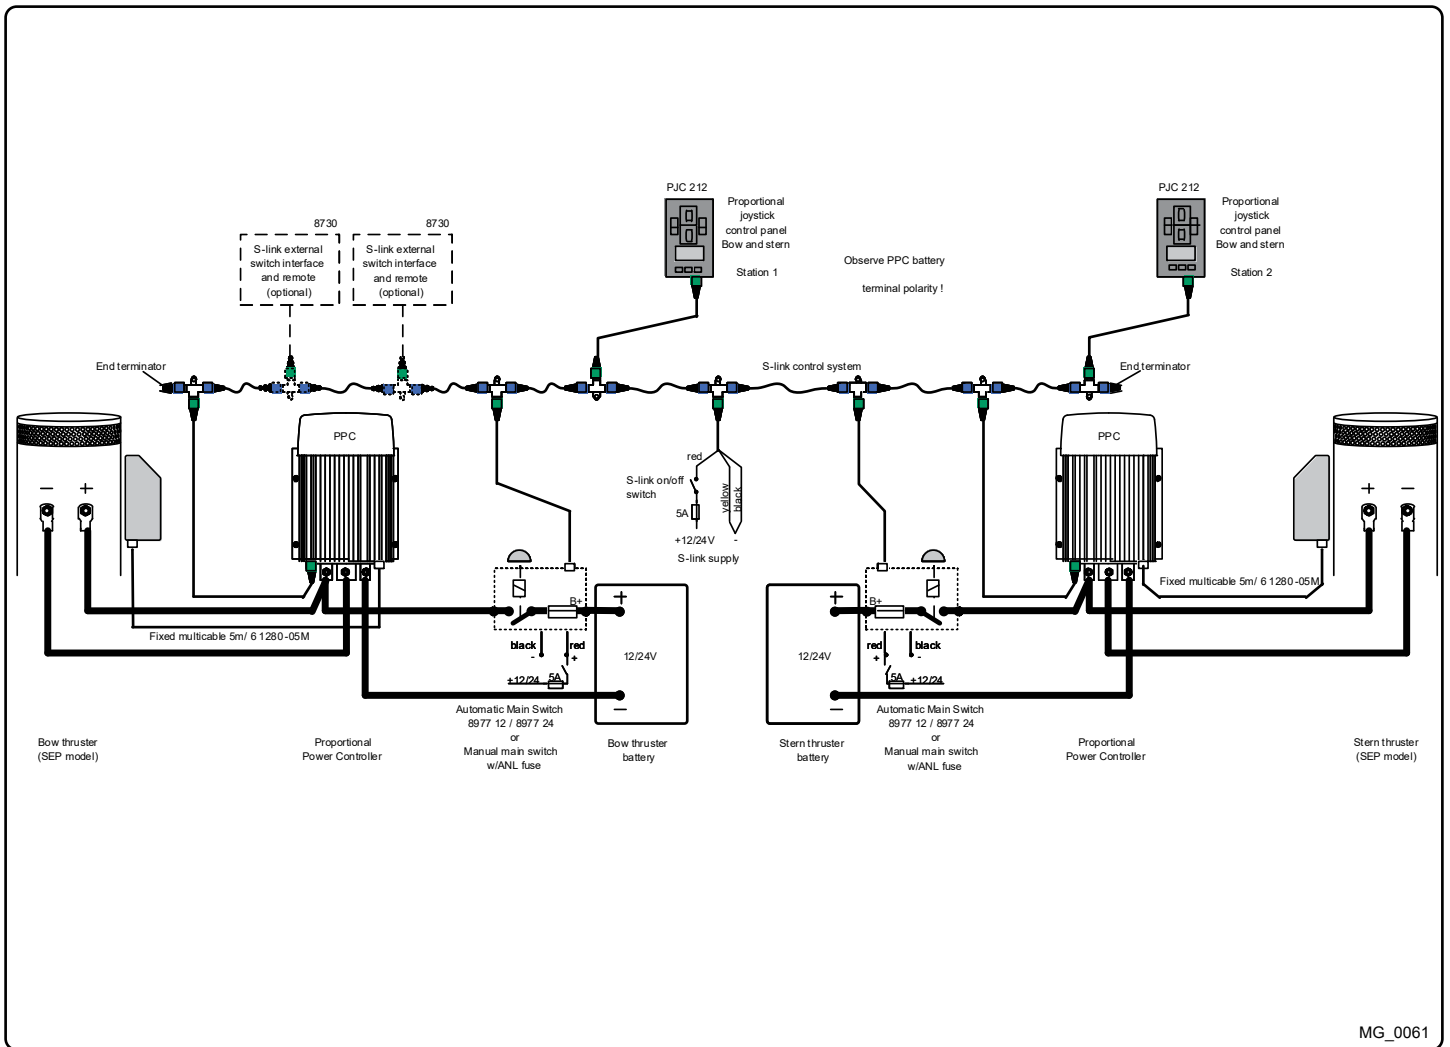 PJC 212
Proportional
joystick
control panel
Bow and stern
Station 1
PJC 212
Proportional
joystick
control panel
Bow and stern
Station 2
8730
S-link external
switch interface
and remote
(optional)
8730
S-link external
switch interface
and remote
(optional)
Observe PPC battery
terminal polarity !
End terminator
S-link control system
End terminator
PPC
PPC
− +
+ −
red
S-link on/off
switch
yellow
black
5A
+12/24V -
S-link supply
Fixed multicable 5m/ 6 1280-05M
Fixed multicable 5m/ 6 1280-05M
B+
black
-
red
+
+12/24
5A
+
12/24V
−
+
12/24V
−
B+
red
+
black
-
5A
+12/24
Automatic Main Switch
8977 12 / 8977 24
or
Manual main switch
w/ANL fuse
Automatic Main Switch
8977 12 / 8977 24
or
Manual main switch
w/ANL fuse
Bow thruster
(SEP model)
Proportional
Power Controller
Bow thruster
battery
Stern thruster
battery
Proportional
Power Controller
Stern thruster
(SEP model)
MG_0061